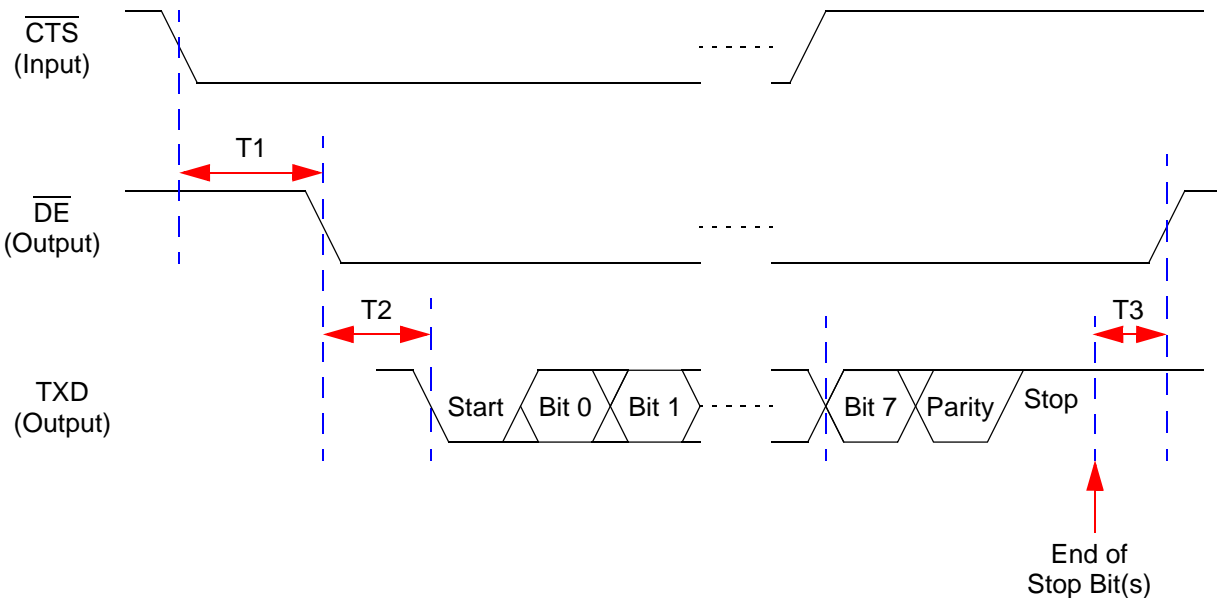 CTS
(Input)
T1
DE
(Output)
T2
T3
TXD
(Output)
Start
Bit 0
Bit 1
Bit 7
Parity
Stop
End of
Stop Bit(s)